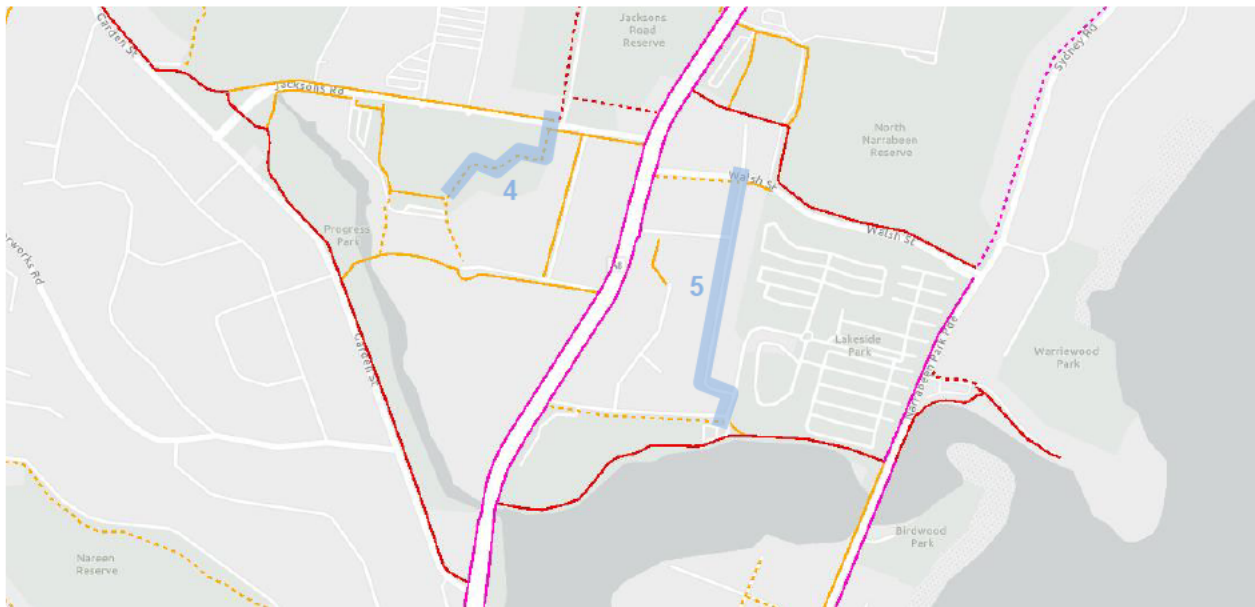 Garden St
Jacksons
Road
Reserve
Sydney Rd
Jacksons Rd
North
Narrabeen
Reserve
4
Walsh St
Progress
Park
Walsh St
5
Lakeside
Park
Garden St
Narrabeen Park Pde
Warriewood
Park
Birdwood
Park
Nareen
Reserve